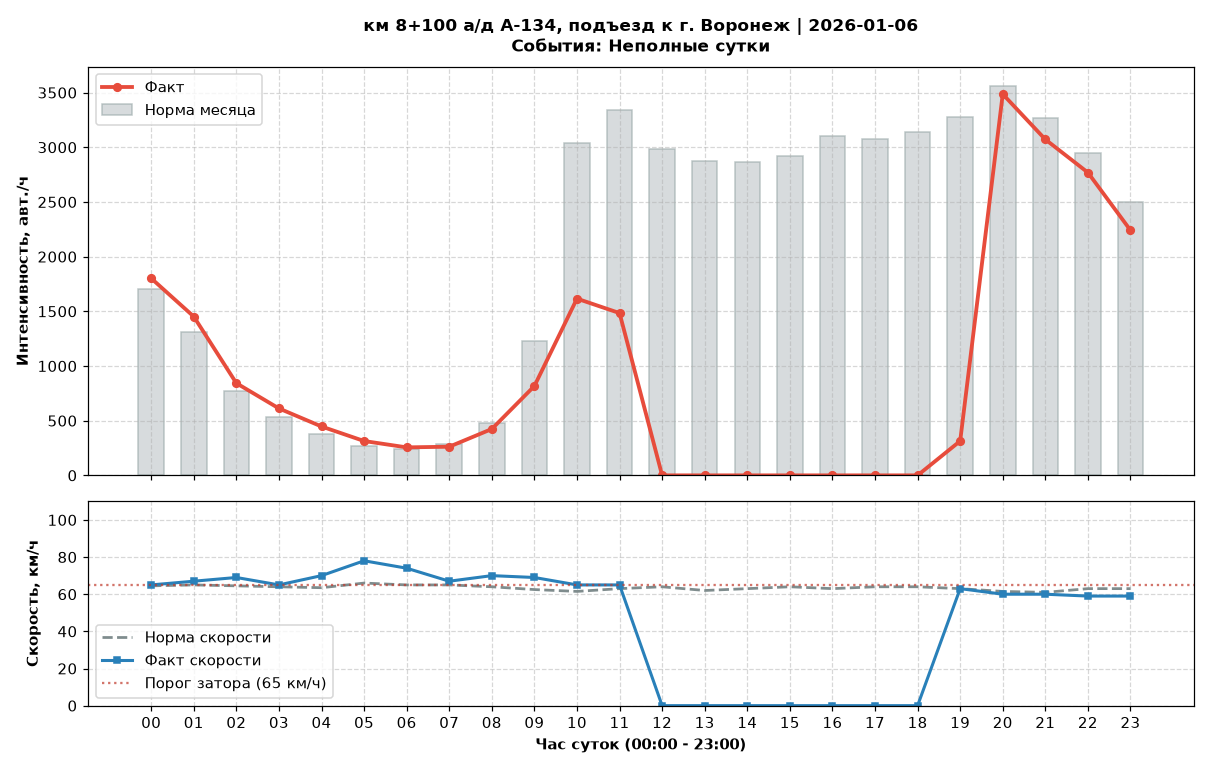 км 8+100 а/д А-134, подъезд к г. Воронеж | 2026-01-06
События: Неполные сутки
Интенсивность, авт./ч
3500
3000
2500
2000
1500
1000
500
0
Факт
Норма месяца
Скорость, км/ч
100
80
60
40
20
0
Норма скорости
Факт скорости
Порог затора (65 км/ч)
00 01 02 03 04 05 06 07 08 09 10 11 12 13 14 15 16 17 18 19 20 21 22 23
Час суток (00:00 - 23:00)